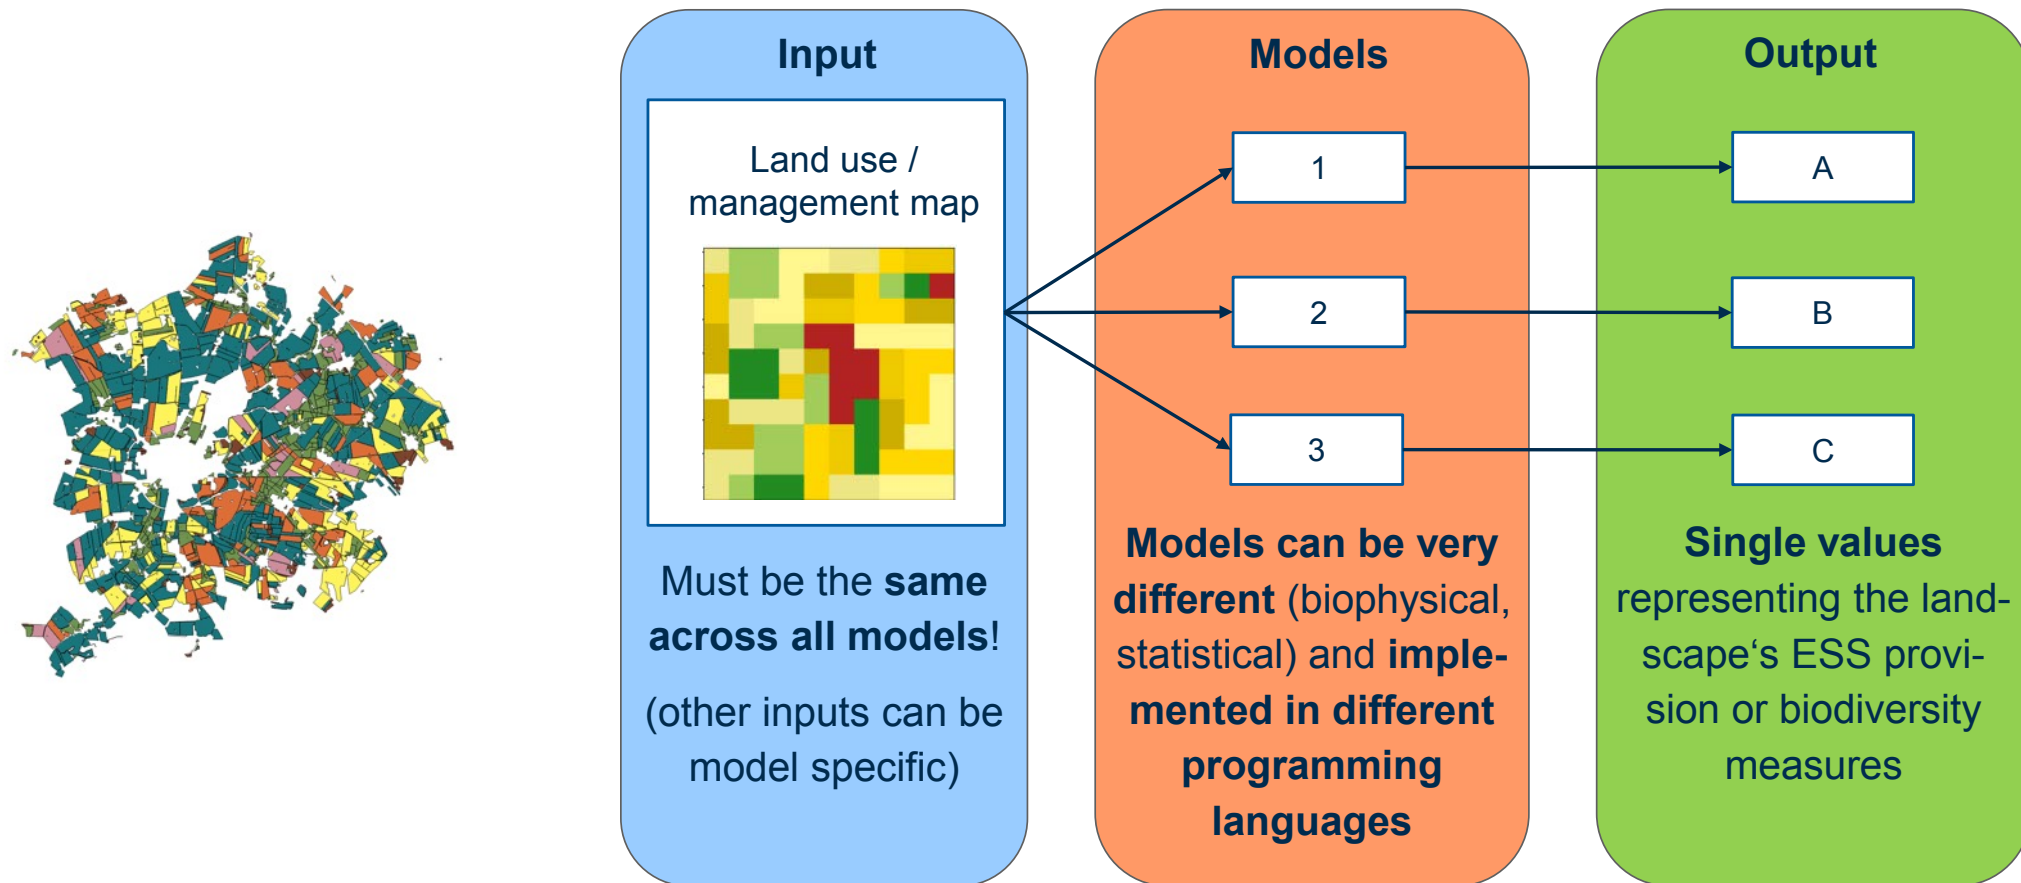 Input
Land use /
management map
Must be the same
across all models!
(other inputs can be
model specific)
Models
1
2
3
Models can be very
different (biophysical,
statistical) and imple-
mented in different
programming
languages
Output
A
B
C
Single values
representing the land-
scape‘s ESS provi-
sion or biodiversity
measures